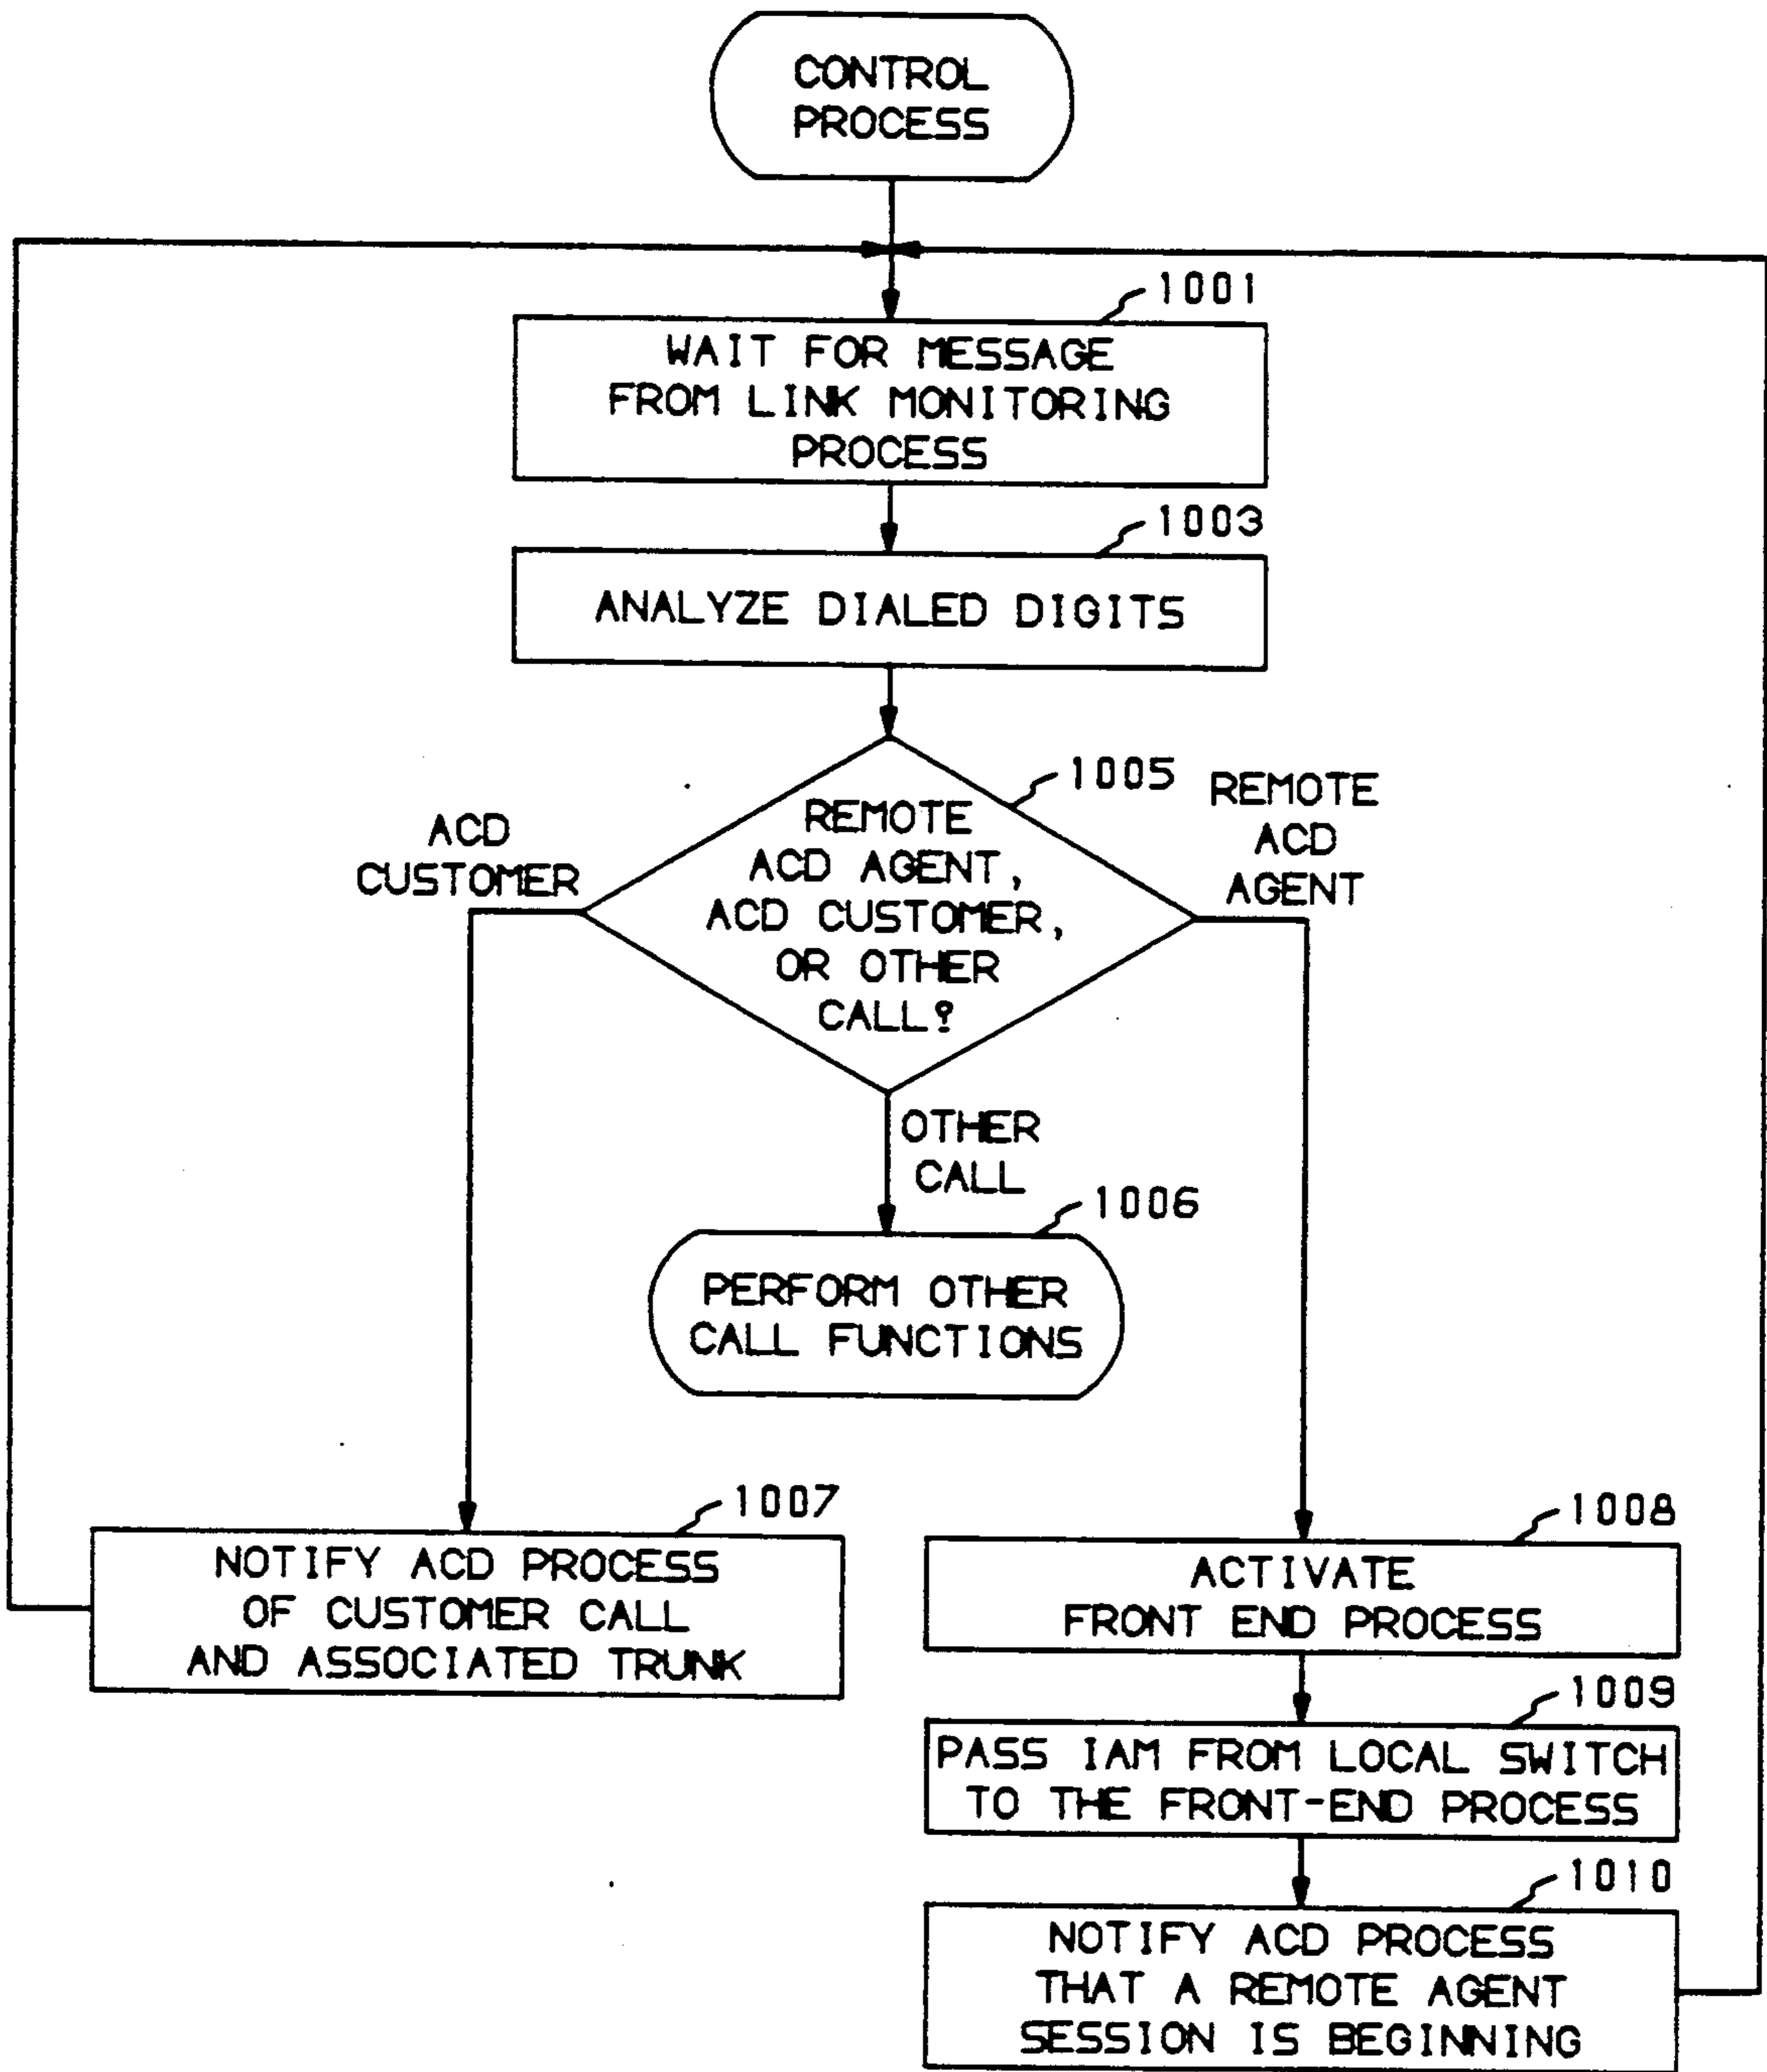 CONTROL
PROCESS
1001
WAIT FOR MESSAGE
FROM LINK MONITORING
PROCESS
1003
ANALYZE DIALED DIGITS
1005
REMOTE
ACD AGENT,
ACD CUSTOMER,
OR OTHER
CALL?
ACD
CUSTOMER
REMOTE
ACD
AGENT
OTHER
CALL
1006
PERFORM OTHER
CALL FUNCTIONS
1007
NOTIFY ACD PROCESS
OF CUSTOMER CALL
AND ASSOCIATED TRUNK
1008
ACTIVATE
FRONT END PROCESS
1009
PASS IAM FROM LOCAL SWITCH
TO THE FRONT-END PROCESS
1010
NOTIFY ACD PROCESS
THAT A REMOTE AGENT
SESSION IS BEGINNING